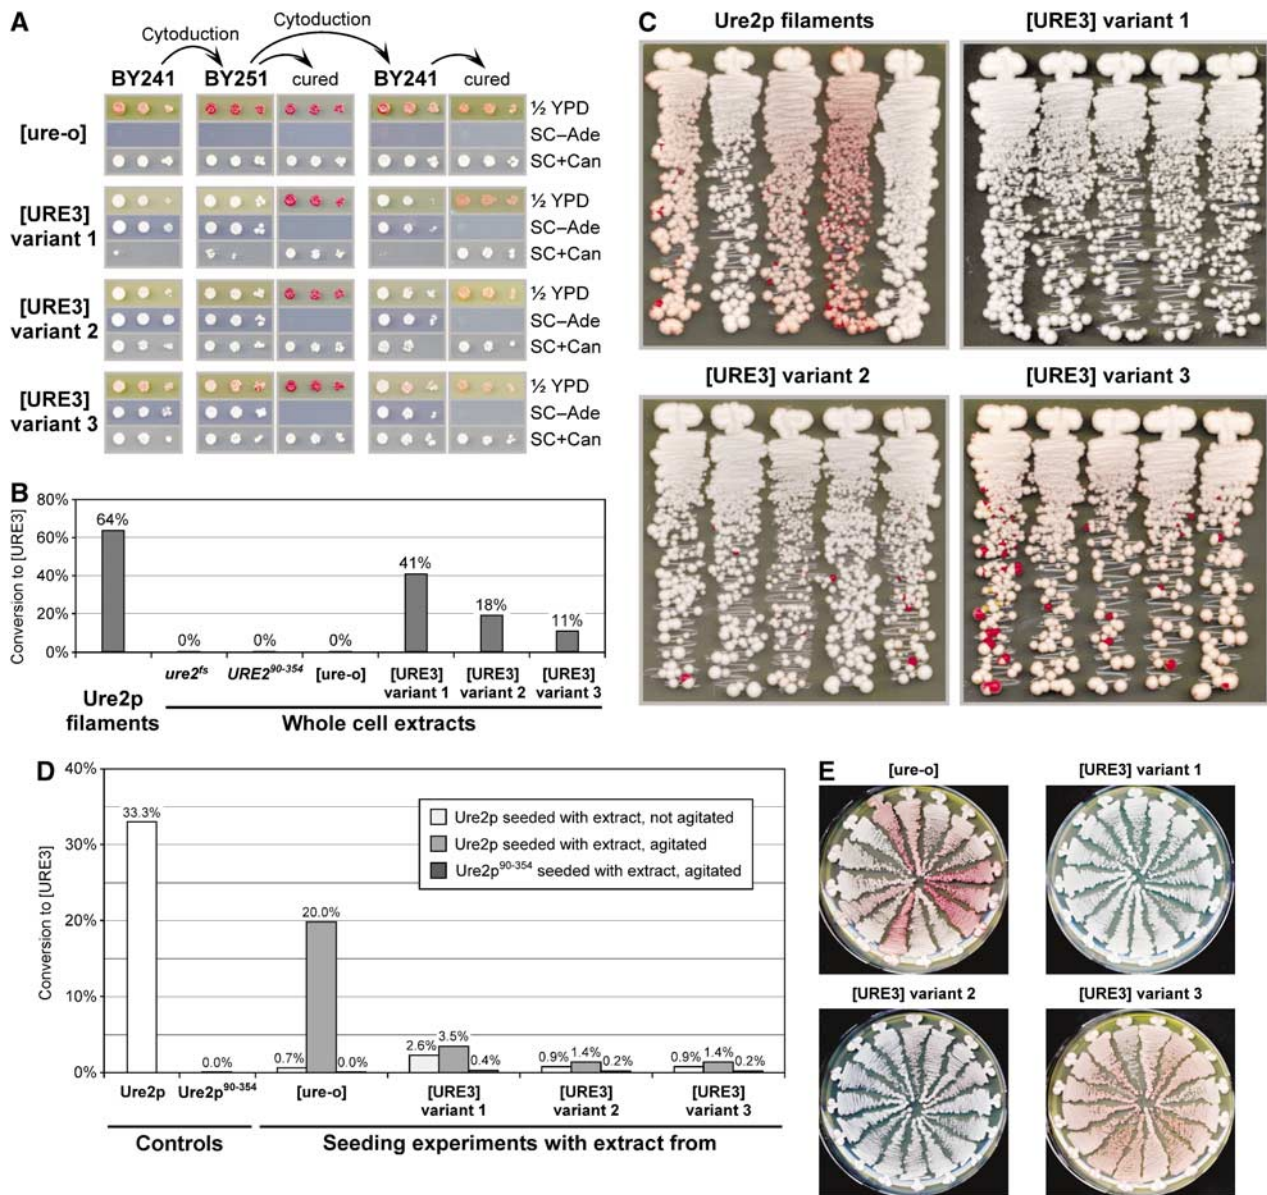 A
Cytoduction
Cytoduction
BY241
BY251
cured
BY241
cured
[ure-o]
½ YPD
SC–Ade
SC+Can
[URE3]
variant 1
½ YPD
SC–Ade
SC+Can
[URE3]
variant 2
½ YPD
SC–Ade
SC+Can
[URE3]
variant 3
½ YPD
SC–Ade
SC+Can
B
Conversion to [URE3]
80%
60%
40%
20%
0%
64%
0%
0%
0%
41%
18%
11%
Ure2p
filaments
ure2fs
URE290-354
[ure-o]
[URE3]
variant 1
[URE3]
variant 2
[URE3]
variant 3
Whole cell extracts
C
Ure2p filaments
[URE3] variant 1
[URE3] variant 2
[URE3] variant 3
D
Conversion to [URE3]
40%
30%
20%
10%
0%
Ure2p seeded with extract, not agitated
Ure2p seeded with extract, agitated
Ure2p90-354 seeded with extract, agitated
33.3%
0.0%
0.7%
20.0%
0.0%
2.6%
3.5%
0.4%
0.9%
1.4%
0.2%
0.9%
1.4%
0.2%
Ure2p
Ure2p90-354
[ure-o]
[URE3]
variant 1
[URE3]
variant 2
[URE3]
variant 3
Controls
Seeding experiments with extract from
E
[ure-o]
[URE3] variant 1
[URE3] variant 2
[URE3] variant 3